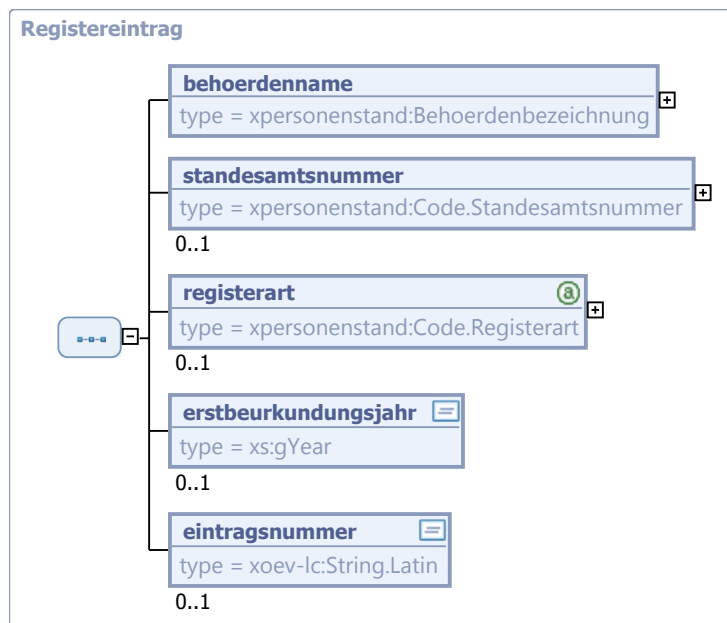 Registereintrag
behoerdenname
type = xpersonenstand:Behoerdenbezeichnung
standesamtsnummer
type = xpersonenstand:Code.Standesamtsnummer
0..1
registerart
type = xpersonenstand:Code.Registerart
0..1
erstbeurkundungsjahr
type = xs:gYear
0..1
eintragsnummer
type = xoev-lc:String.Latin
0..1